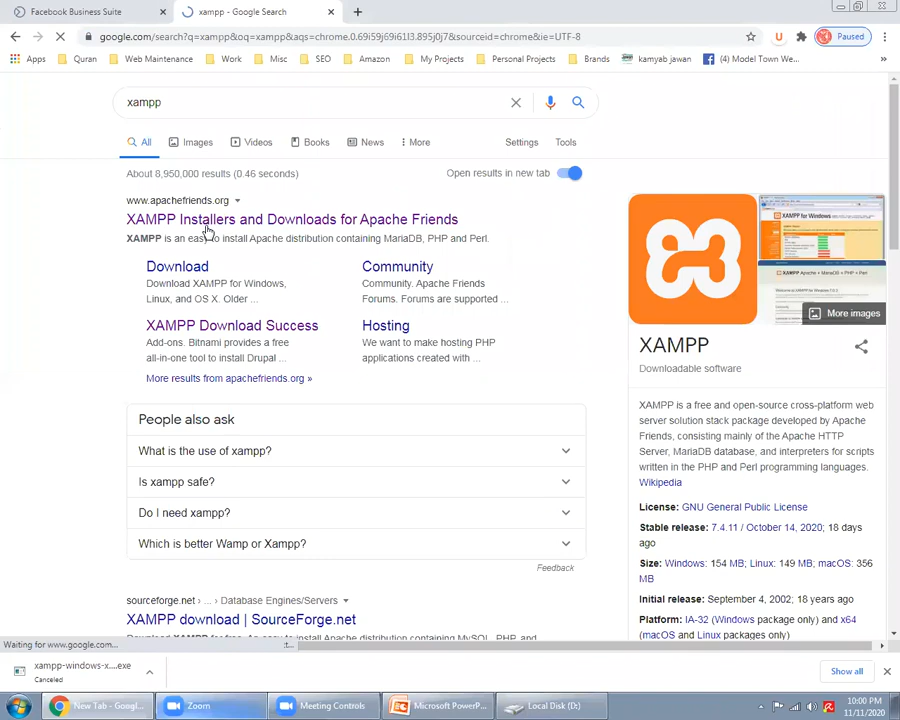 Facebook Business Suite
xampp - Google Search
google.com/search?q=xampp&oq=xampp&aqs=chrome.0.69i59j69i61l3.895j0j7&sourceid=chrome&ie=UTF-8
Paused
Apps
Quran
Web Maintenance
Work
Misc
SEO
Amazon
My Projects
Personal Projects
Brands
kamyab jawan
(Model Town We...
xampp
All
Images
Videos
Books
News
More
Settings
Tools
About 8,950,000 results (0.46 seconds)
Open results in new tab
www.apachefriends.org
XAMPP Installers and Downloads for Apache Friends
XAMPP is an easy to install Apache distribution containing MariaDB, PHP and Perl.
Download
Download XAMPP for Windows,
Linux, and OS X. Older ...
Community
Community. Apache Friends
Forums. Forums are supported ...
XAMPP Download Success
Add-ons. Bitnami provides a free
all-in-one tool to install Drupal ...
Hosting
We want to make hosting PHP
applications created with ...
More results from apachefriends.org »
People also ask
What is the use of xampp?
Is xampp safe?
Do I need xampp?
Which is better Wamp or Xampp?
Feedback
sourceforge.net › ... › Database Engines/Servers
XAMPP download | SourceForge.net
More images
XAMPP
Downloadable software
XAMPP is a free and open-source cross-platform web
server solution stack package developed by Apache
Friends, consisting mainly of the Apache HTTP
Server, MariaDB database, and interpreters for scripts
written in the PHP and Perl programming languages.
Wikipedia
License: GNU General Public License
Stable release: 7.4.11 / October 14, 2020; 18 days
ago
Size: Windows: 154 MB; Linux: 149 MB; macOS: 356
MB
Initial release: September 4, 2002; 18 years ago
Platform: IA-32 (Windows package only) and x64
(macOS and Linux packages only)
Waiting for www.google.com...
xampp-windows-x....exe
Canceled
Show all
New Tab - Googl...
Zoom
Meeting Controls
Microsoft PowerP...
Local Disk (D:)
10:00 PM
11/11/2020